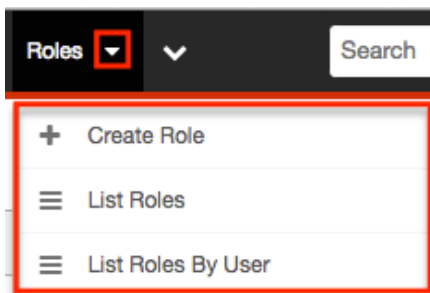 Roles
Search
Create Role
List Roles
List Roles By User